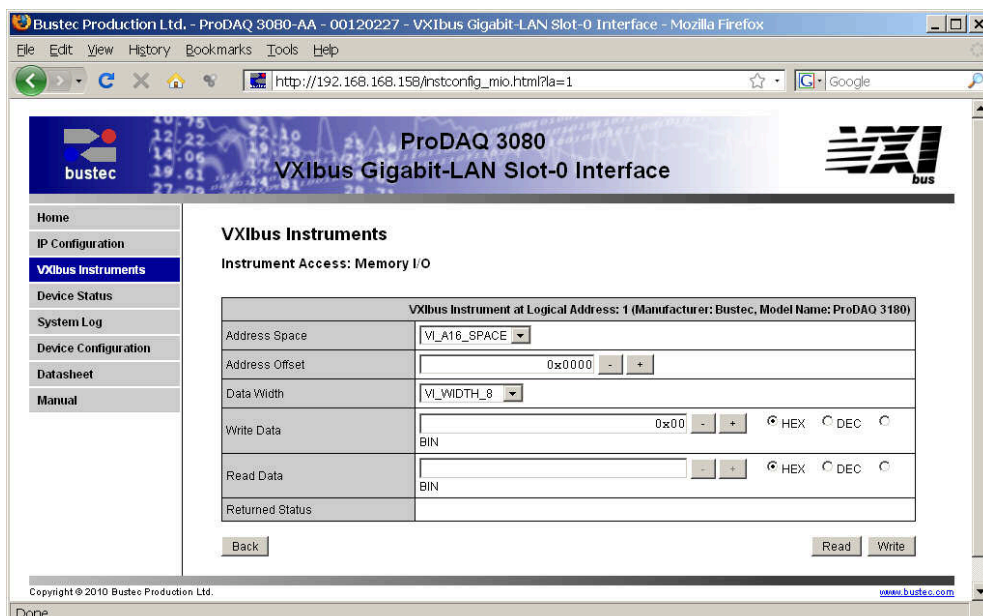 Bustec Production Ltd. - ProDAQ 3080-AA - 00120227 - VXIbus Gigabit-LAN Slot-0 Interface - Mozilla Firefox
File Edit View History Bookmarks Tools Help
http://192.168.168.158/instconfig_mio.html?la=1
G Google
bustec
ProDAQ 3080
VXIbus Gigabit-LAN Slot-0 Interface
VXI
bus
Home
IP Configuration
VXIbus Instruments
Device Status
System Log
Device Configuration
Datasheet
Manual
VXIbus Instruments
Instrument Access: Memory I/O
VXIbus Instrument at Logical Address: 1 (Manufacturer: Bustec, Model Name: ProDAQ 3180)
Address Space VI_A16_SPACE
Address Offset 0x0000 - +
Data Width VI_WIDTH_8
Write Data 0x00 - + HEX DEC
BIN
Read Data - + HEX DEC
BIN
Returned Status
Back Read Write
Copyright © 2010 Bustec Production Ltd. www.bustec.com
Done